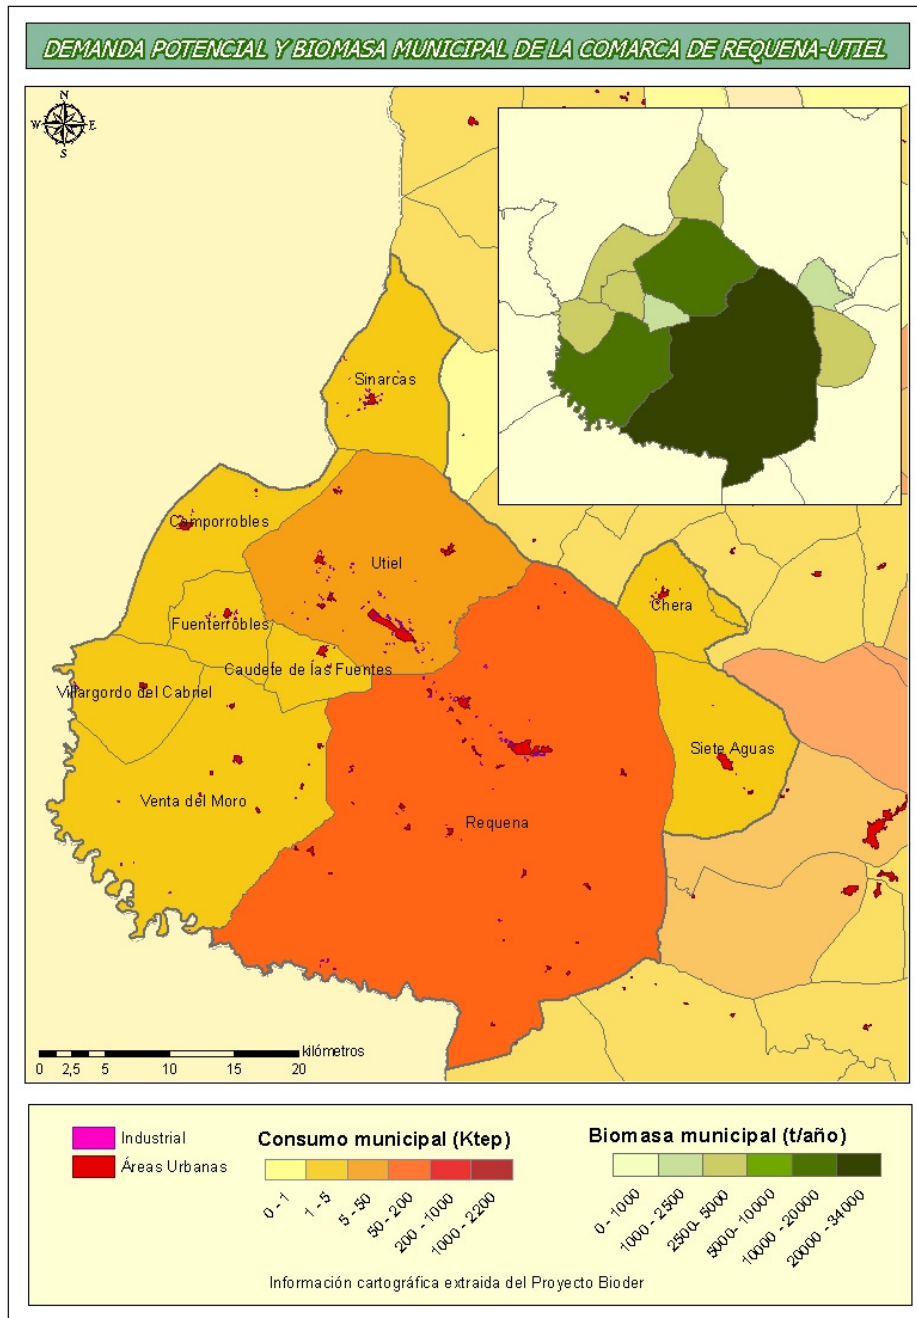 DEMANDA POTENCIAL Y BIOMASA MUNICIPAL DE LA COMARCA DE REQUENA-UTIEL
N
W E
S
Sinarcas
Camporrobles
Utiel
Chera
Fuenterrobles
Caudete de las Fuentes
Villargordo del Cabriel
Siete Aguas
Venta del Moro
Requena
kilómetros
0 2,5 5 10 15 20
Industrial
Áreas Urbanas
Consumo municipal (Ktep)
0 - 1
1 - 5
5 - 50
50 - 200
200 - 1000
1000 - 2200
Biomasa municipal (t/año)
0 - 1000
1000 - 2500
2500 - 5000
5000 - 10000
10000 - 20000
20000 - 34000
Información cartográfica extraida del Proyecto Bioder